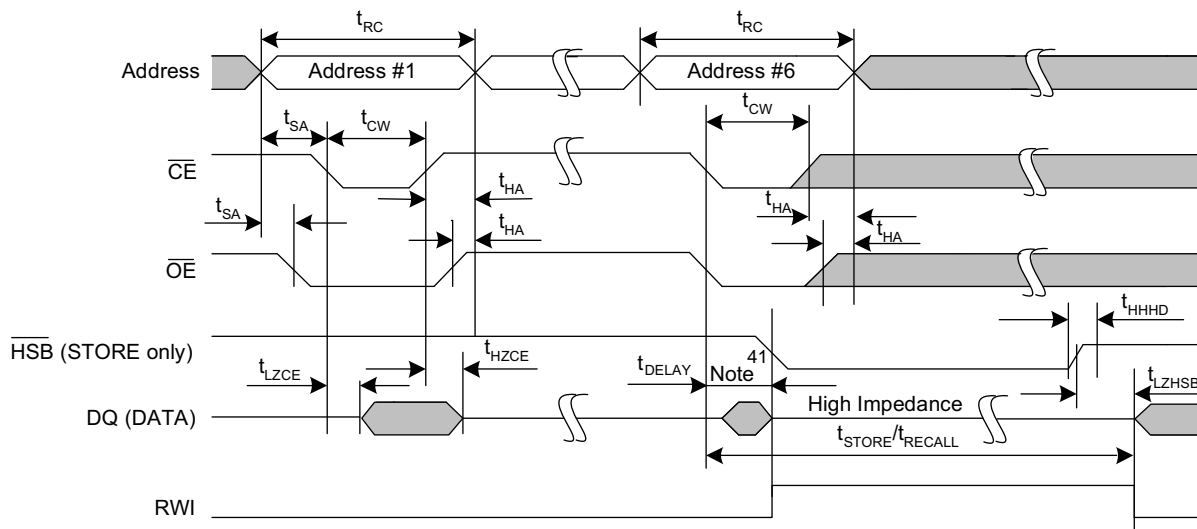 tRC tRC
Address Address #1 Address #6
tCW
tSA tCW
CE
tHA
tSA tHA
tHA
tHA
OE
tHHHD
HSB (STORE only)
tLZCE tHZCE tDELAY Note 41
tLZHSB
DQ (DATA) High Impedance
tSTORE/tRECALL
RWI